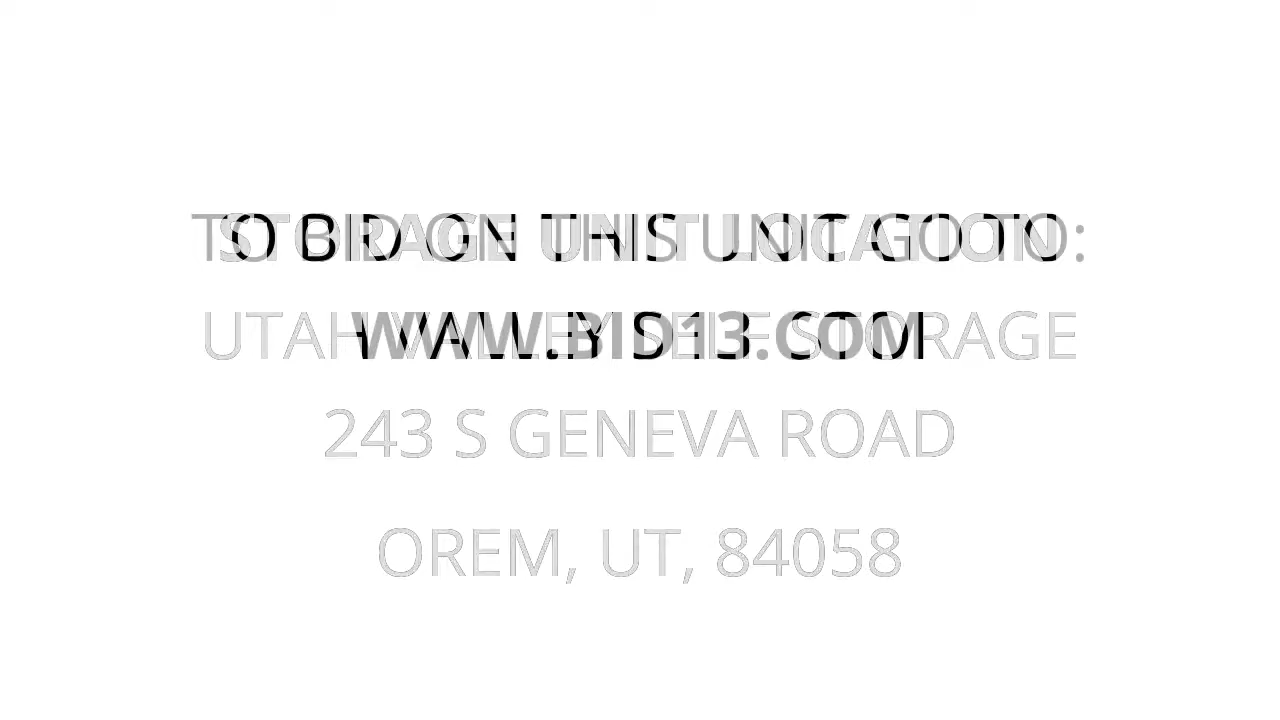 STORAGE UNIT LOCATION
TO BID ON THIS UNIT GO TO:
UTAH VALLEY SELF STORAGE
WWW.BID13.COM
243 S GENEVA ROAD
OREM, UT, 84058